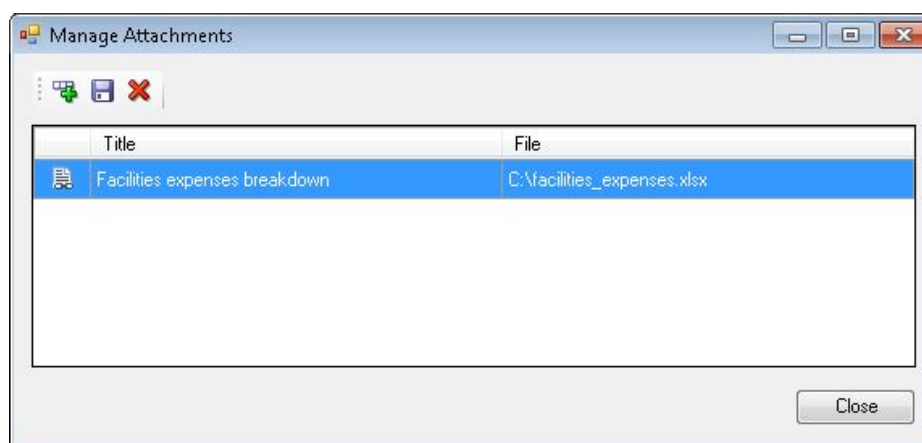 Manage Attachments
Title File
Facilities expenses breakdown C:\facilities_expenses.xlsx
Close